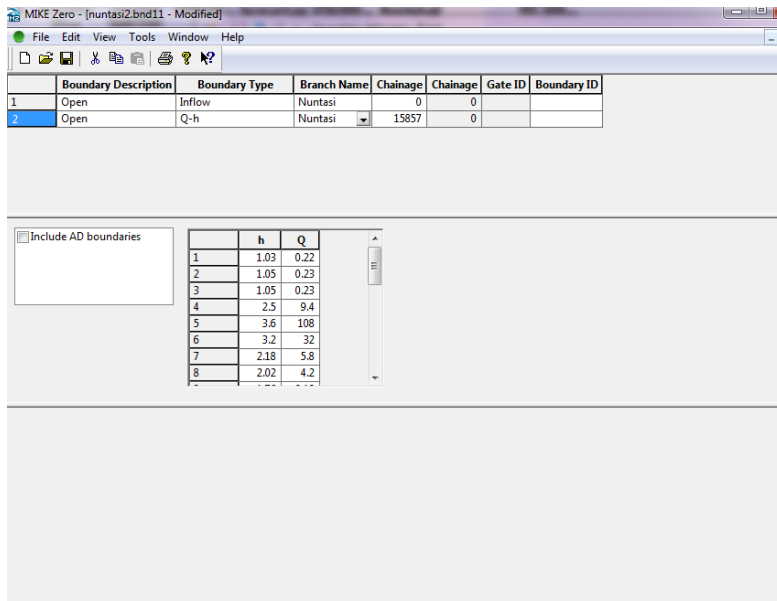 MIKE Zero - [nuntasi2.bnd11 - Modified]
File Edit View Tools Window Help
Boundary Description Boundary Type Branch Name Chainage Chainage Gate ID Boundary ID
1 Open Inflow Nuntasi 0 0
2 Open Q-h Nuntasi 15857 0
Include AD boundaries
h Q
1 1.03 0.22
2 1.05 0.23
3 1.05 0.23
4 2.5 9.4
5 3.6 108
6 3.2 32
7 2.18 5.8
8 2.02 4.2